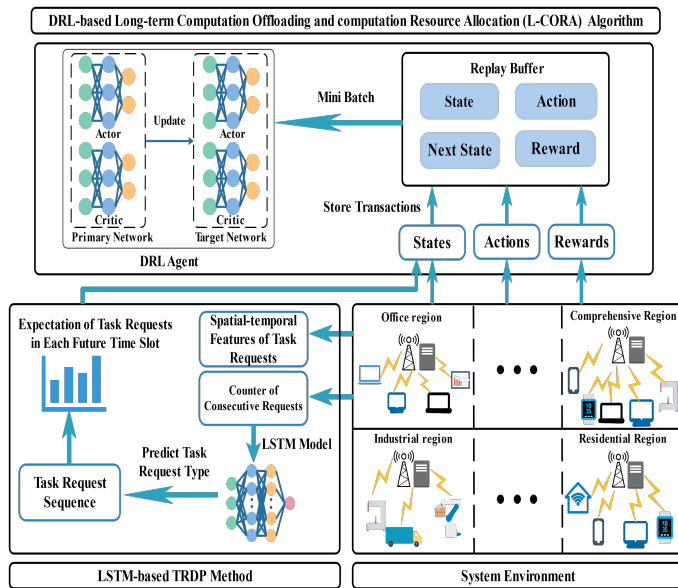 DRL-based Long-term Computation Offloading and computation Resource Allocation (L-CORA) Algorithm
Actor
Critic
Primary Network
Update
Actor
Critic
Target Network
DRL Agent
Mini Batch
Replay Buffer
State
Action
Next State
Reward
Store Transactions
States
Actions
Rewards
Expectation of Task Requests
in Each Future Time Slot
Spatial-temporal
Features of Task
Requests
Counter of
Consecutive Requests
LSTM Model
Predict Task
Request Type
Task Request
Sequence
LSTM-based TRDP Method
Office region
Comprehensive Region
Industrial region
Residential Region
System Environment